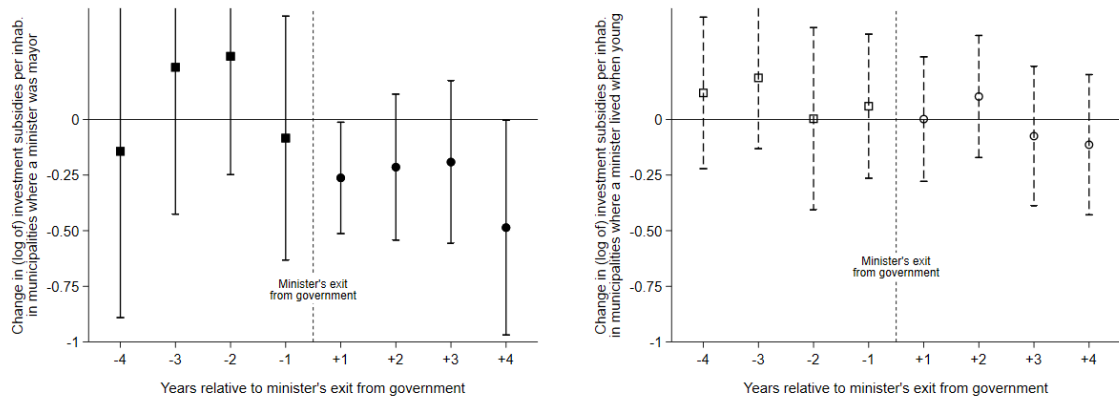 Change in (log of) investment subsidies per inhab.
in municipalities where a minister was mayor
0
-0.25
-0.50
-0.75
-1
Minister's exit
from government
-4 -3 -2 -1 +1 +2 +3 +4
Years relative to minister's exit from government
Change in (log of) investment subsidies per inhab.
in municipalities where a minister lived when young
0
-0.25
-0.50
-0.75
-1
Minister's exit
from government
-4 -3 -2 -1 +1 +2 +3 +4
Years relative to minister's exit from government